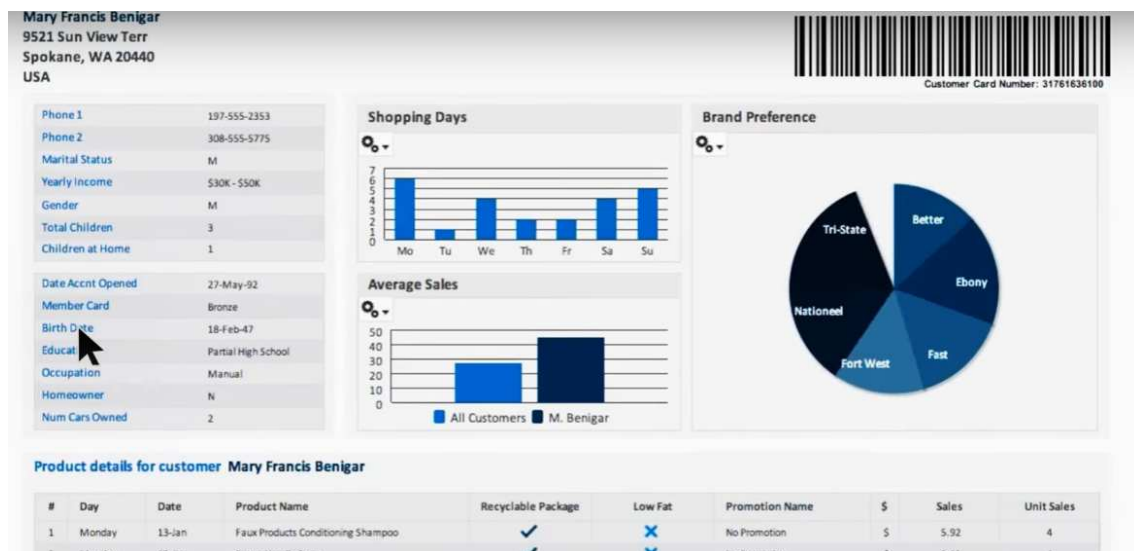 Mary Francis Benigar
9521 Sun View Terr
Spokane, WA 20440
USA
Customer Card Number: 31761636100
Phone 1 197-555-2353
Phone 2 308-555-5775
Marital Status M
Yearly Income $30K - $50K
Gender M
Total Children 3
Children at Home 1
Date Accnt Opened 27-May-92
Member Card Bronze
Birth Date 18-Feb-47
Educat Partial High School
Occupation Manual
Homeowner N
Num Cars Owned 2
Shopping Days
7
6
5
4
3
2
1
0
Mo Tu We Th Fr Sa Su
Average Sales
50
40
30
20
10
0
All Customers M. Benigar
Brand Preference
Better
Tri-State
Ebony
Nationeel
Fast
Fort West
Product details for customer Mary Francis Benigar
# Day Date Product Name Recyclable Package Low Fat Promotion Name $ Sales Unit Sales
1 Monday 13-Jan Faux Products Conditioning Shampoo No Promotion $ 5.92 4